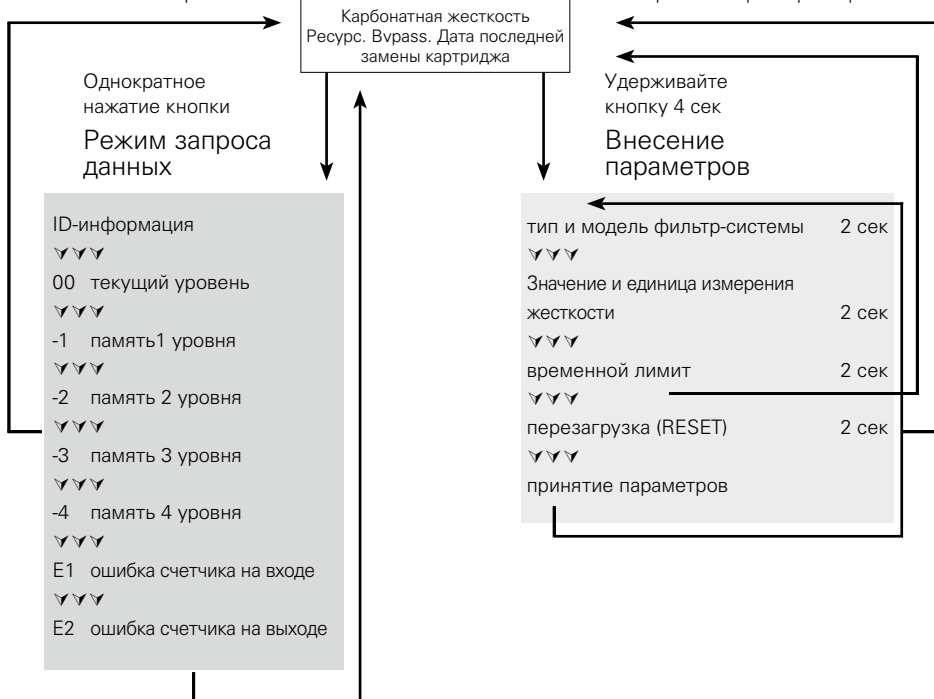 Карбонатная жесткость
Ресурс. Bvpass. Дата последней
замены картриджа
Однократное
нажатие кнопки
Режим запроса
данных
ID-информация
00 текущий уровень
-1 память1 уровня
-2 память 2 уровня
-3 память 3 уровня
-4 память 4 уровня
E1 ошибка счетчика на входе
E2 ошибка счетчика на выходе
Удерживайте
кнопку 4 сек
Внесение
параметров
тип и модель фильтр-системы 2 сек
Значение и единица измерения
жесткости 2 сек
временной лимит 2 сек
перезагрузка (RESET) 2 сек
принятие параметров